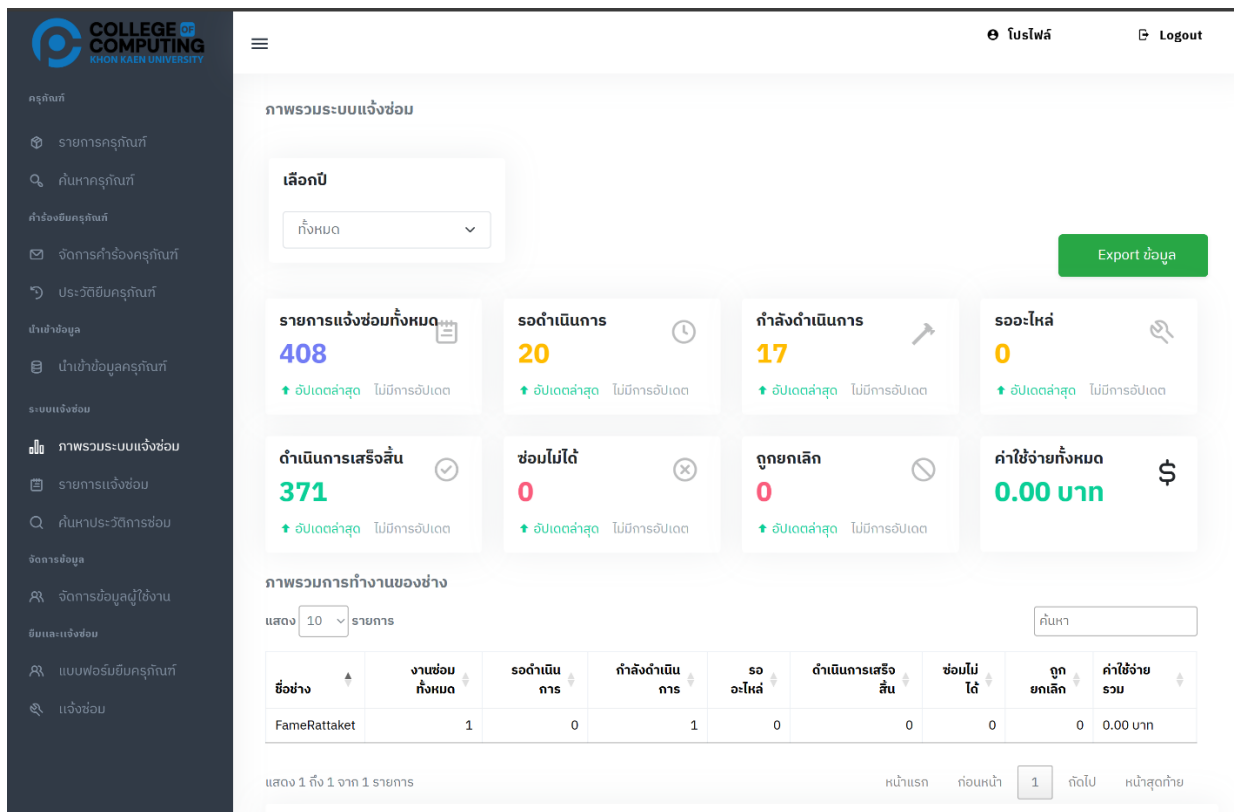 COLLEGE OF
COMPUTING
KHON KAEN UNIVERSITY
โปรไฟล์
Logout
ครุภัณฑ์
รายการครุภัณฑ์
ค้นหาครุภัณฑ์
คำร้องยืมครุภัณฑ์
จัดการคำร้องครุภัณฑ์
ประวัติยืมครุภัณฑ์
นำเข้าข้อมูล
นำเข้าข้อมูลครุภัณฑ์
ระบบแจ้งซ่อม
ภาพรวมระบบแจ้งซ่อม
รายการแจ้งซ่อม
ค้นหาประวัติการซ่อม
จัดการข้อมูล
จัดการข้อมูลผู้ใช้งาน
ยืมและแจ้งซ่อม
แบบฟอร์มยืมครุภัณฑ์
แจ้งซ่อม
ภาพรวมระบบแจ้งซ่อม
เลือกปี
ทั้งหมด
Export ข้อมูล
รายการแจ้งซ่อมทั้งหมด
408
อัปเดตล่าสุด ไม่มีการอัปเดต
รอดำเนินการ
20
อัปเดตล่าสุด ไม่มีการอัปเดต
กำลังดำเนินการ
17
อัปเดตล่าสุด ไม่มีการอัปเดต
รออะไหล่
0
อัปเดตล่าสุด ไม่มีการอัปเดต
ดำเนินการเสร็จสิ้น
371
อัปเดตล่าสุด ไม่มีการอัปเดต
ซ่อมไม่ได้
0
อัปเดตล่าสุด ไม่มีการอัปเดต
ถูกยกเลิก
0
อัปเดตล่าสุด ไม่มีการอัปเดต
ค่าใช้จ่ายทั้งหมด
0.00 บาท
ภาพรวมการทำงานของช่าง
แสดง 10 รายการ
ค้นหา
ชื่อช่าง
งานซ่อม
ทั้งหมด
รอดำเนิน
การ
กำลังดำเนิน
การ
รอ
อะไหล่
ดำเนินการเสร็จ
สิ้น
ซ่อมไม่
ได้
ถูก
ยกเลิก
ค่าใช้จ่าย
รวม
FameRattaket 1 0 1 0 0 0 0 0.00 บาท
แสดง 1 ถึง 1 จาก 1 รายการ
หน้าแรก ก่อนหน้า 1 ถัดไป หน้าสุดท้าย